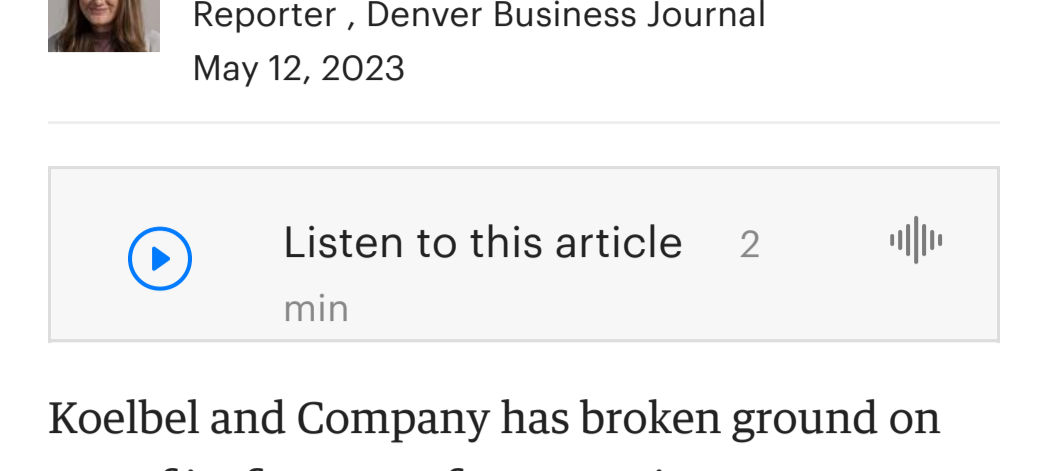 Reporter , Denver Business Journal
May 12, 2023
Listen to this article 2
min
Koelbel and Company has broken ground on